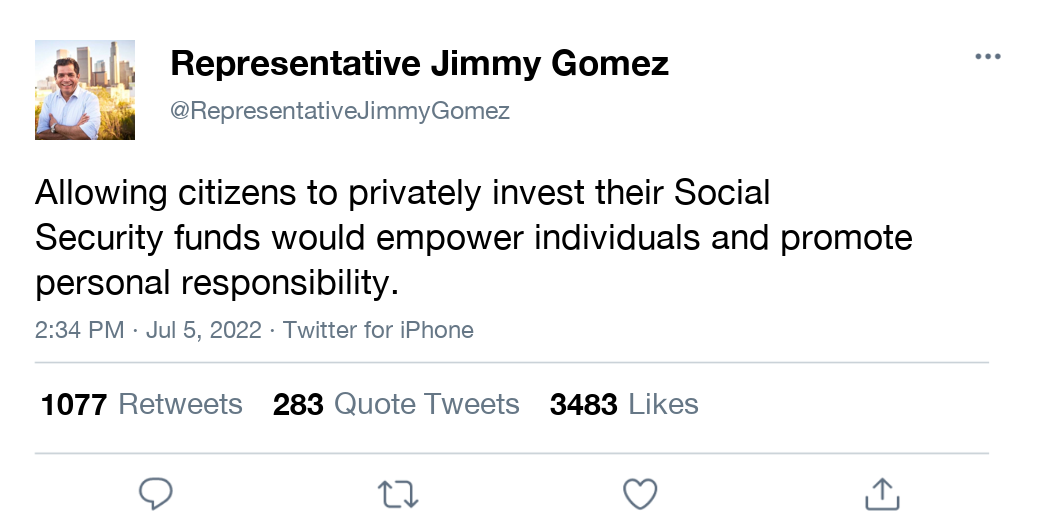 Representative Jimmy Gomez
@RepresentativeJimmyGomez
Allowing citizens to privately invest their Social
Security funds would empower individuals and promote
personal responsibility.
2:34 PM · Jul 5, 2022 · Twitter for iPhone
1077 Retweets 283 Quote Tweets 3483 Likes